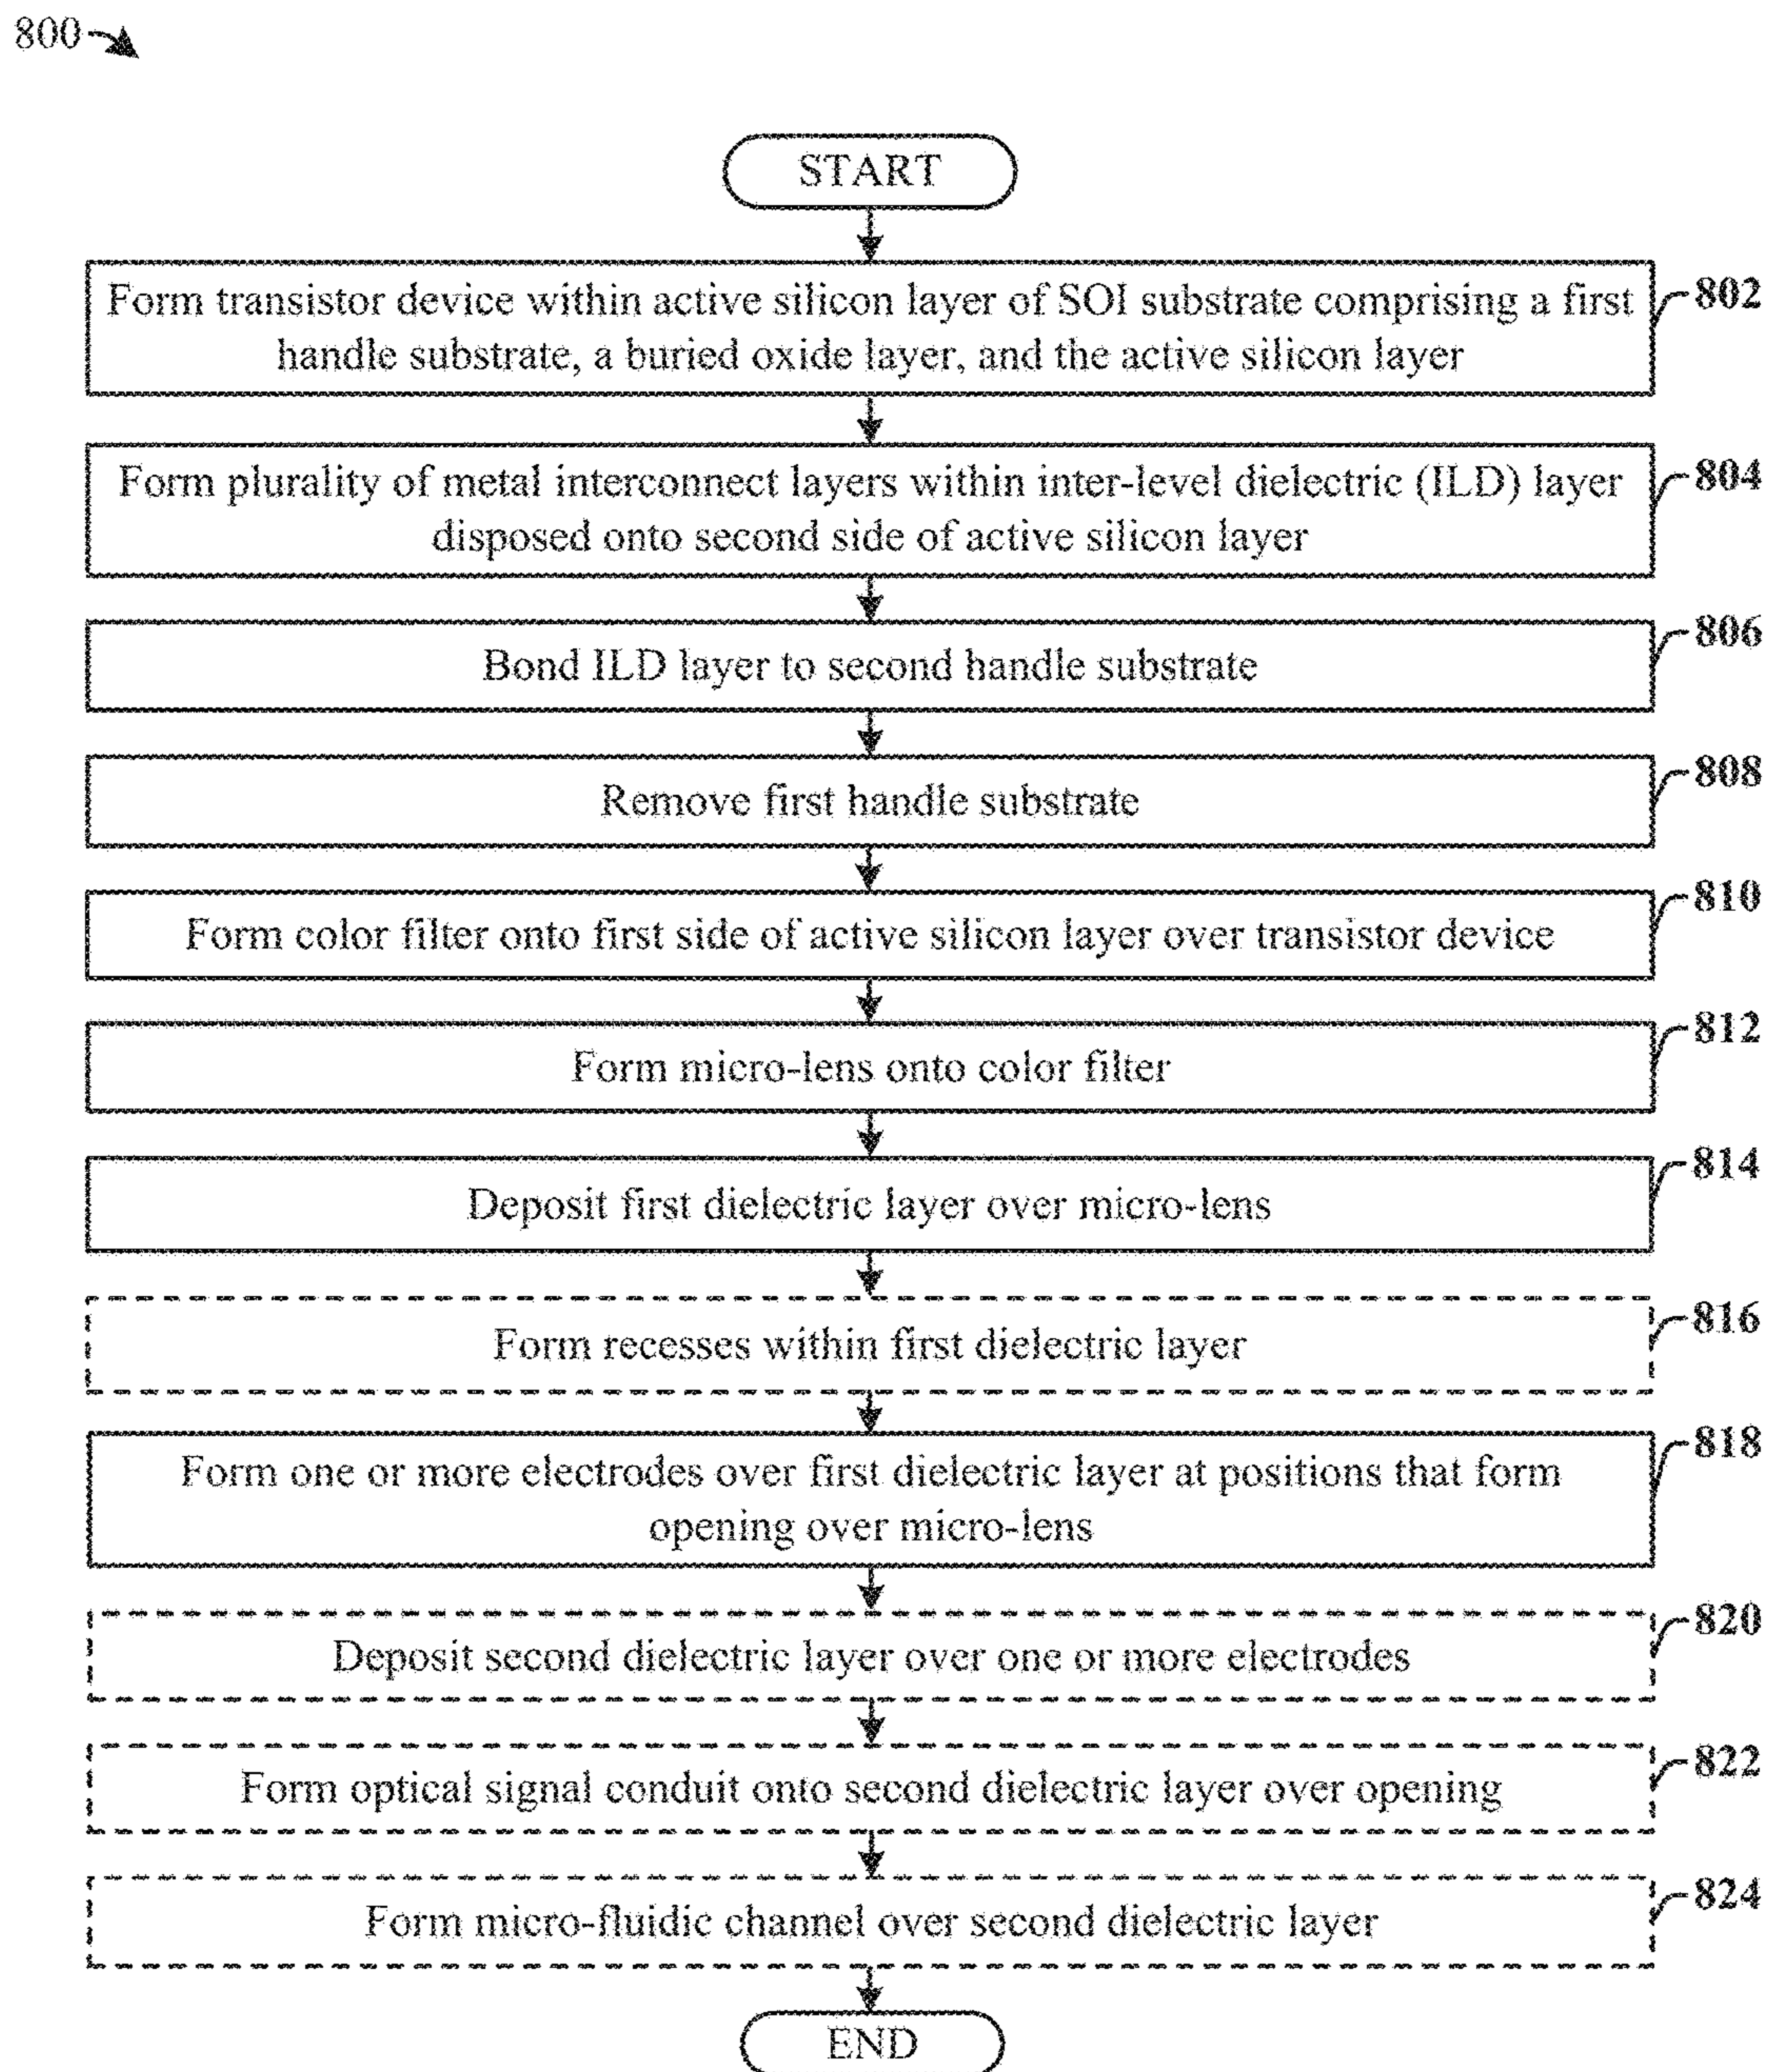 800
START
Form transistor device within active silicon layer of SOI substrate comprising a first
handle substrate, a buried oxide layer, and the active silicon layer
802
Form plurality of metal interconnect layers within inter-level dielectric (ILD) layer
disposed onto second side of active silicon layer
804
Bond ILD layer to second handle substrate
806
Remove first handle substrate
808
Form color filter onto first side of active silicon layer over transistor device
810
Form micro-lens onto color filter
812
Deposit first dielectric layer over micro-lens
814
Form recesses within first dielectric layer
816
Form one or more electrodes over first dielectric layer at positions that form
opening over micro-lens
818
Deposit second dielectric layer over one or more electrodes
820
Form optical signal conduit onto second dielectric layer over opening
822
Form micro-fluidic channel over second dielectric layer
824
END